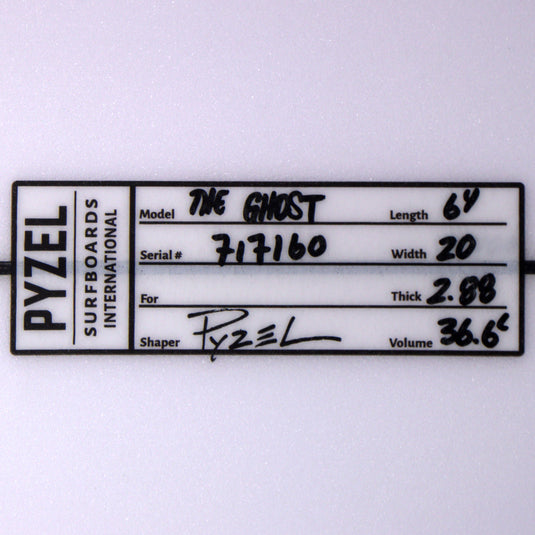 PYZEL
SURFBOARDS
INTERNATIONAL
Model THE GHOST
Length 6'4
Serial # 717160
Width 20
For
Thick 2.88
Shaper PYZEL
Volume 36.6